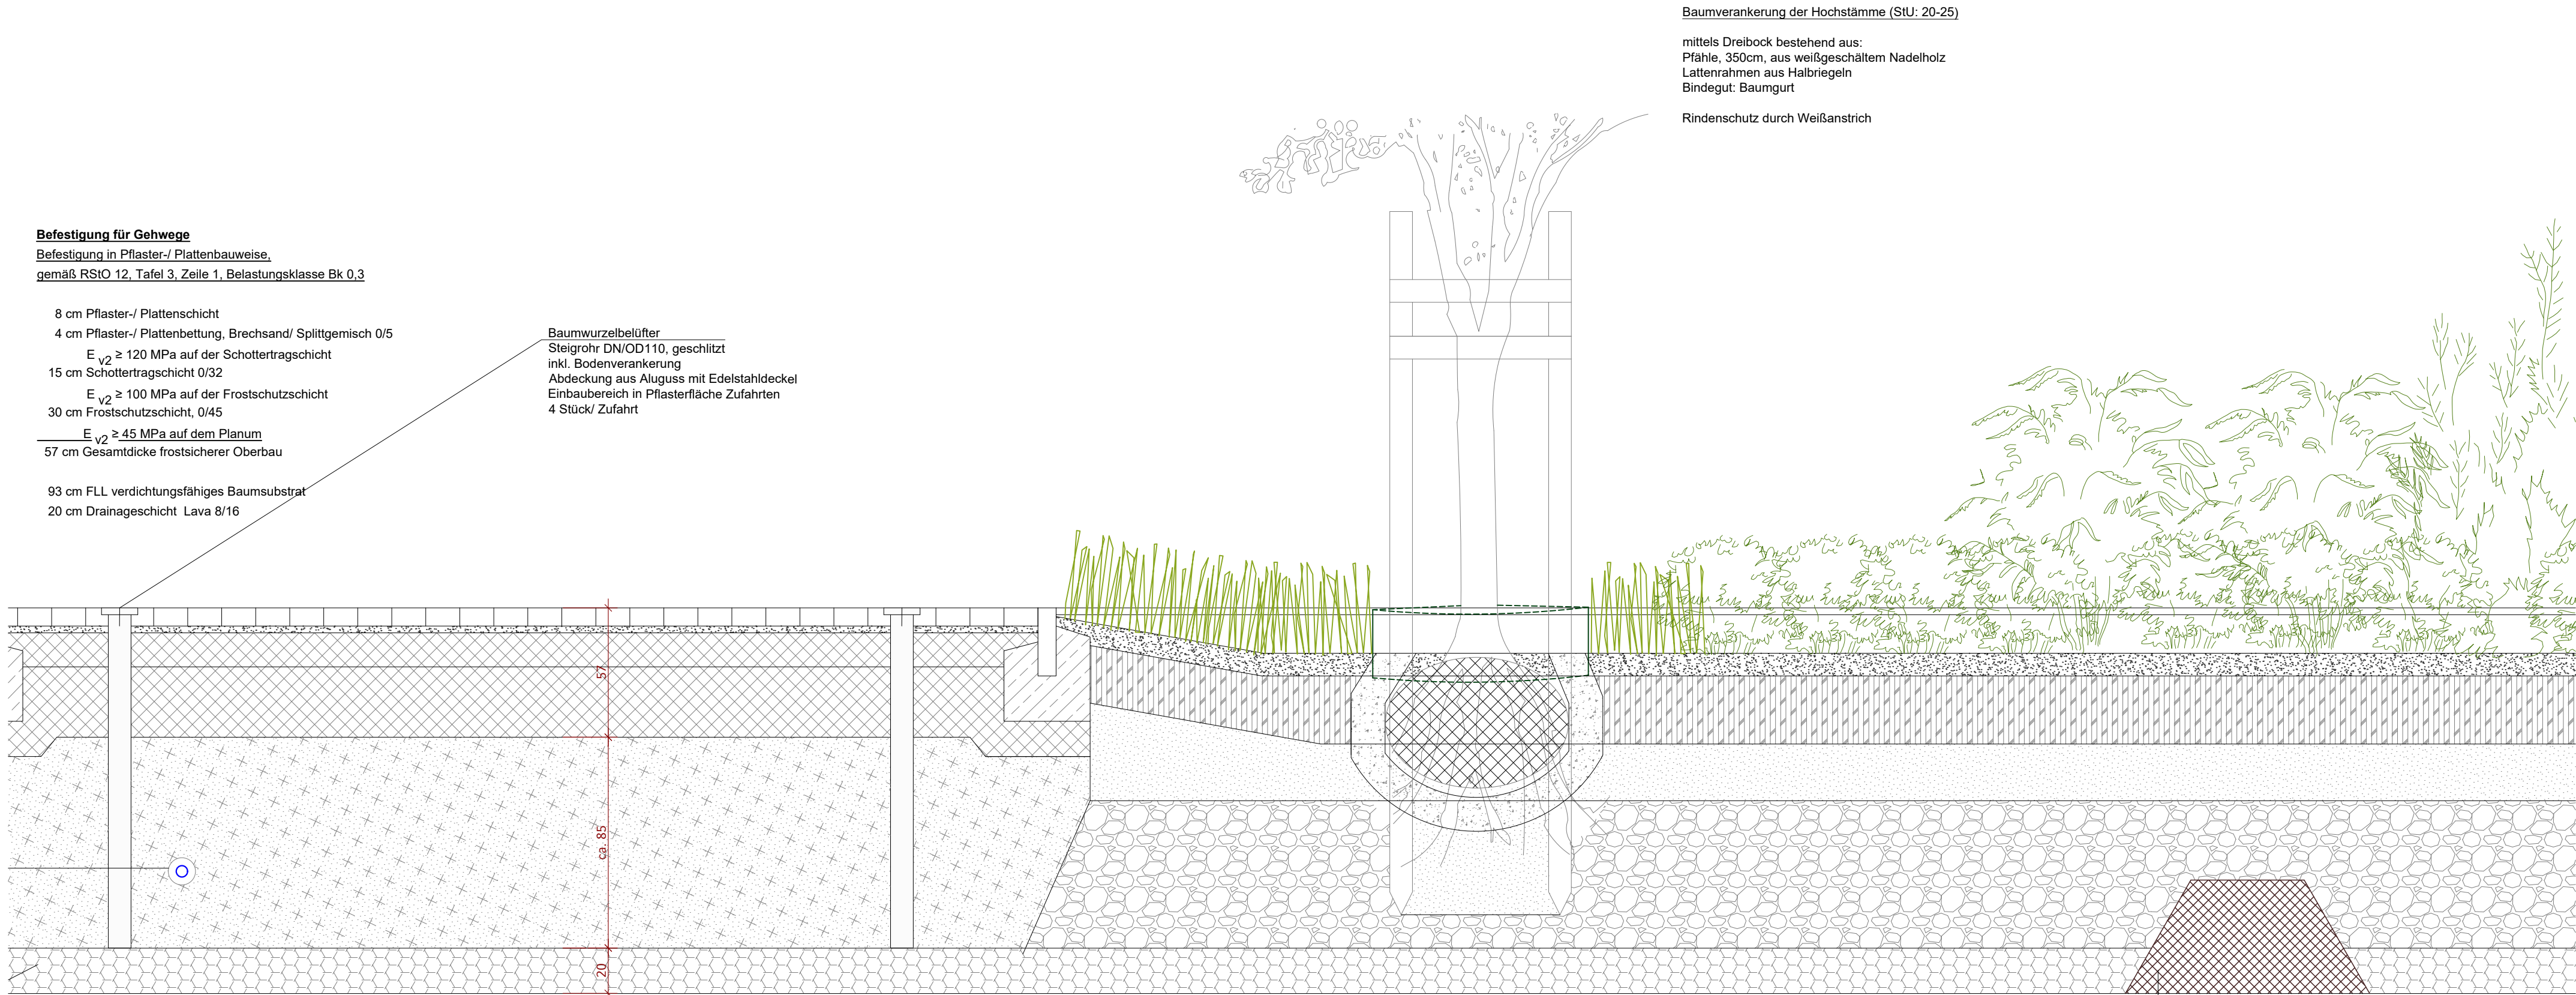 Baumverankerung der Hochstämme (StU: 20-25)
mittels Dreibock bestehend aus:
Pfähle, 350cm, aus weißgeschältem Nadelholz
Lattenrahmen aus Halbriegeln
Bindegut: Baumgurt
Rindenschutz durch Weißanstrich
Befestigung für Gehwege
Befestigung in Pflaster-/ Plattenbauweise,
gemäß RStO 12, Tafel 3, Zeile 1, Belastungsklasse Bk 0,3
8 cm Pflaster-/ Plattenschicht
4 cm Pflaster-/ Plattenbettung, Brechsand/ Splittgemisch 0/5
E v2 ≥ 120 MPa auf der Schottertragschicht
15 cm Schottertragschicht 0/32
E v2 ≥ 100 MPa auf der Frostschutzschicht
30 cm Frostschutzschicht, 0/45
E v2 ≥ 45 MPa auf dem Planum
57 cm Gesamtdicke frostsicherer Oberbau
93 cm FLL verdichtungsfähiges Baumsubstrat
20 cm Drainageschicht Lava 8/16
Baumwurzelbelüfter
Steigrohr DN/OD110, geschlitzt
inkl. Bodenverankerung
Abdeckung aus Aluguss mit Edelstahldeckel
Einbaubereich in Pflasterfläche Zufahrten
4 Stück/ Zufahrt
57
ca. 85
20